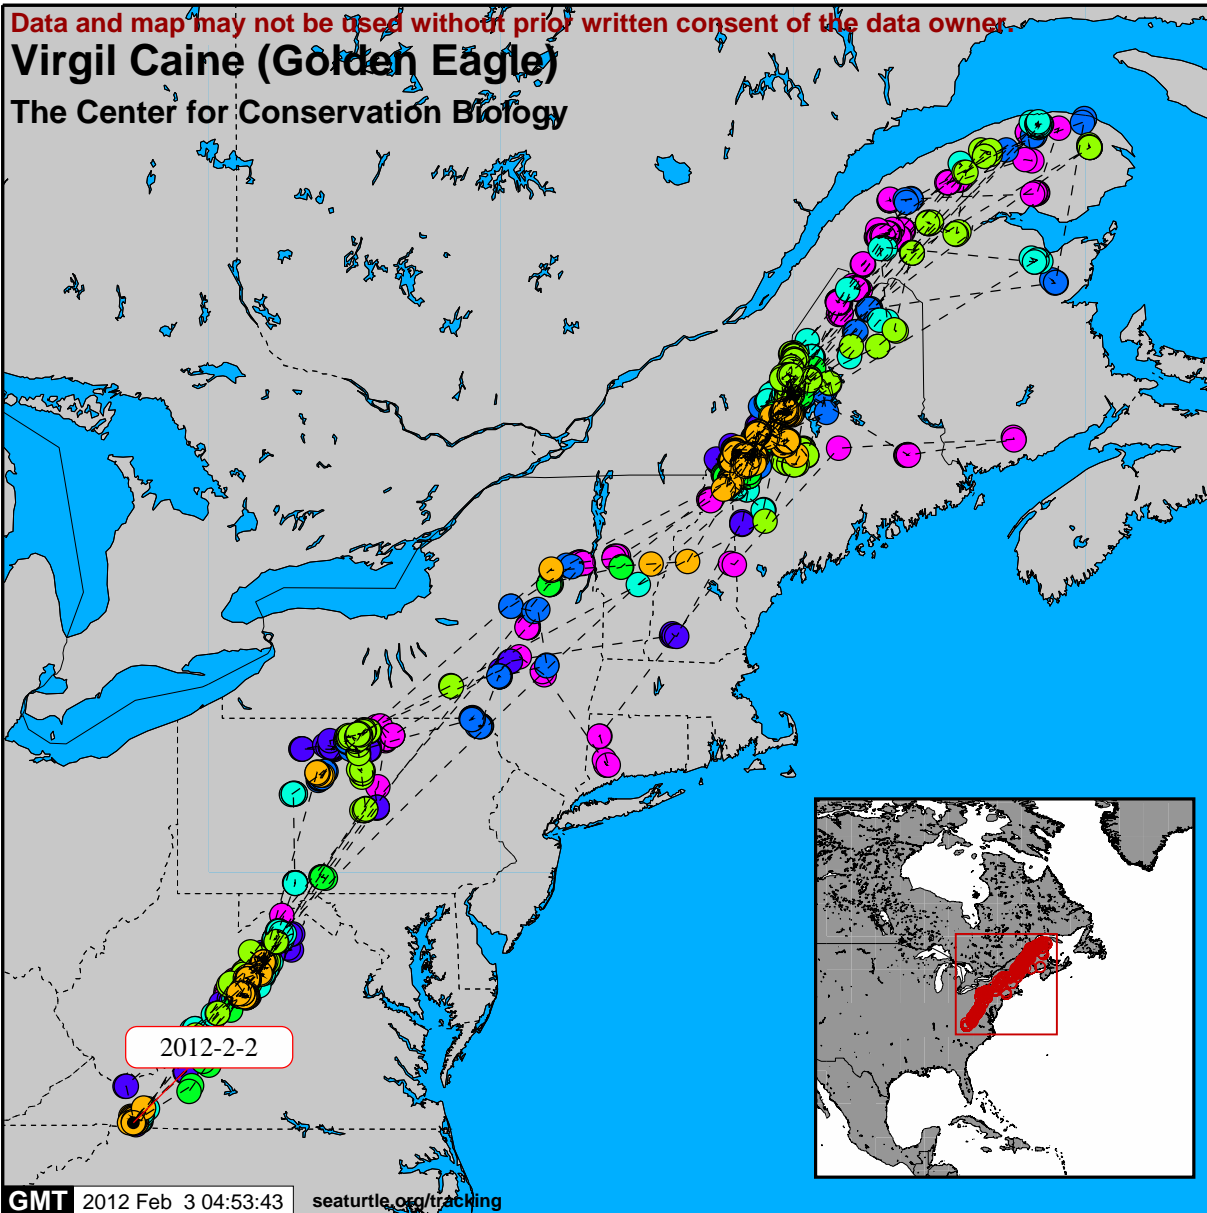 Data and map may not be used without prior written consent of the data owner.
Virgil Caine (Golden Eagle)
The Center for Conservation Biology
2012-2-2
GMT 2012 Feb 3 04:53:43 seaturtle.org/tracking